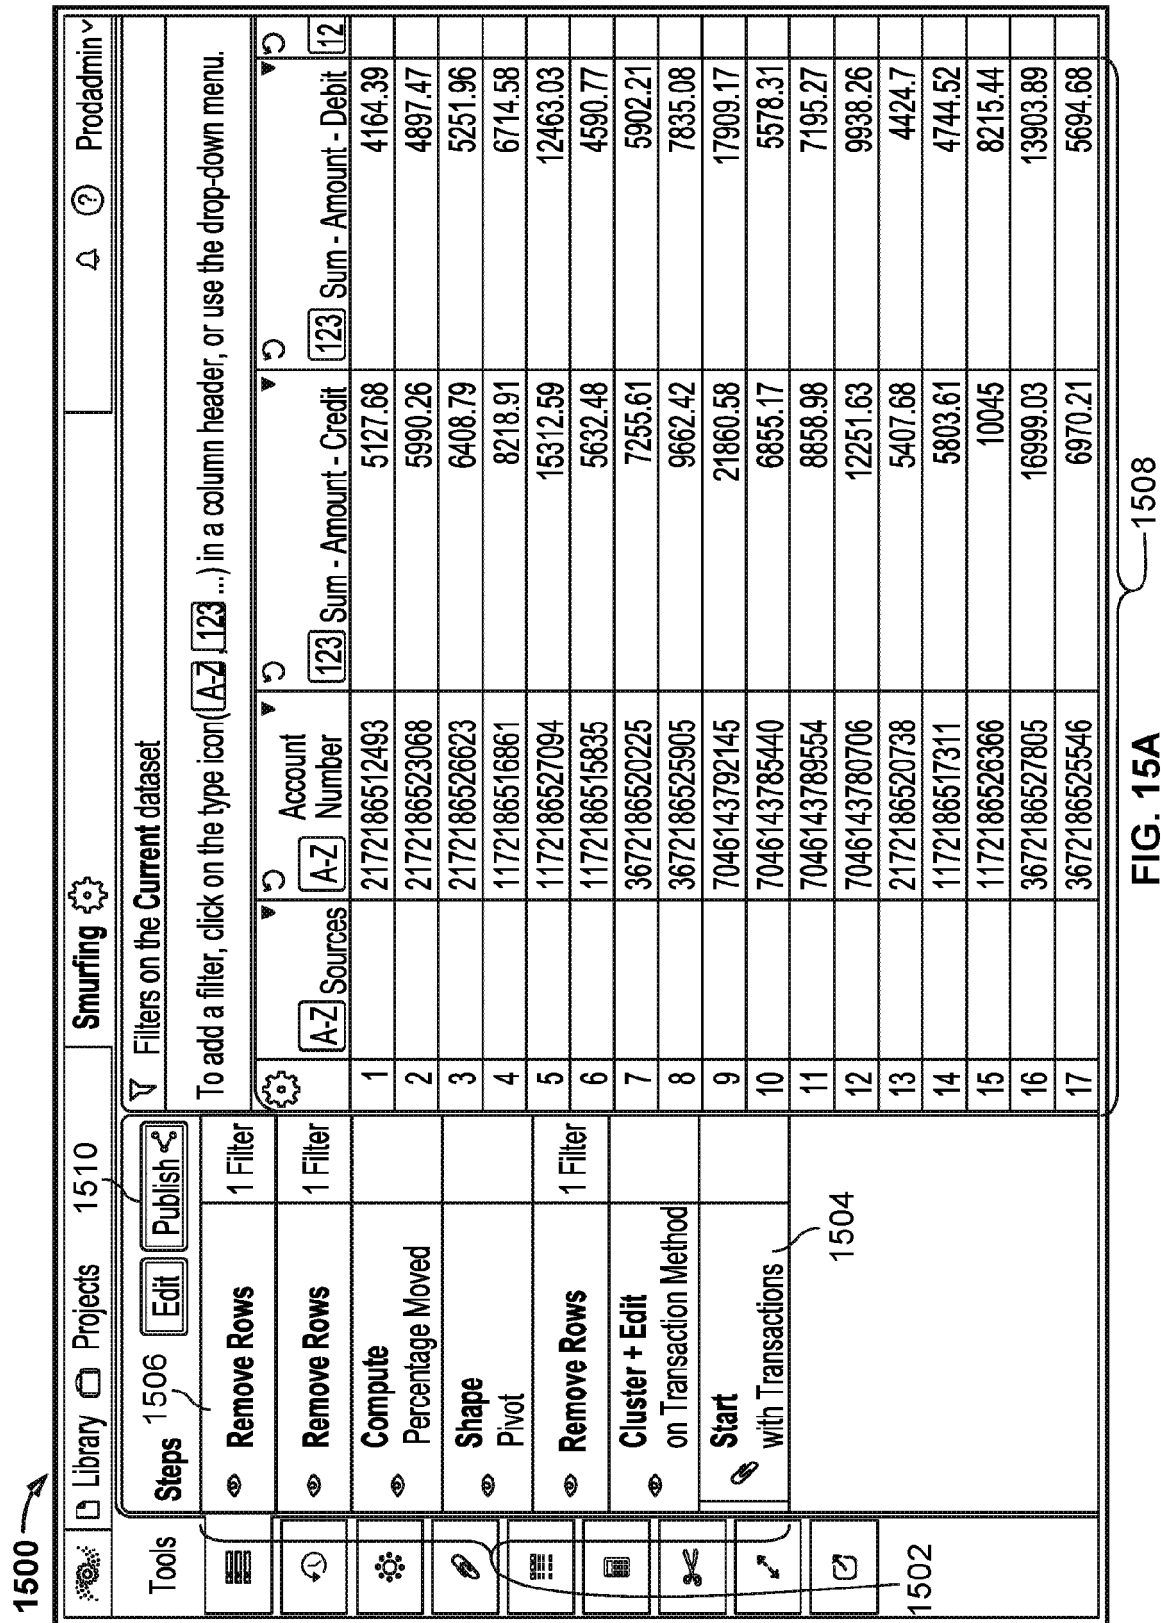 1500
Library Projects 1510 Smurfing Prodadmin
Tools
Steps 1506 Edit Publish
Remove Rows 1 Filter
Remove Rows 1 Filter
Compute
Percentage Moved
Shape
Pivot
Remove Rows 1 Filter
Cluster + Edit
on Transaction Method
Start
with Transactions
1504
1502
Filters on the Current dataset
To add a filter, click on the type icon( A-Z , 123 ...) in a column header, or use the drop-down menu.
A-Z Sources A-Z Account Number 123 Sum - Amount - Credit 123 Sum - Amount - Debit 12
1 2172186512493 5127.68 4164.39
2 2172186523068 5990.26 4897.47
3 2172186526623 6408.79 5251.96
4 1172186516861 8218.91 6714.58
5 1172186527094 15312.59 12463.03
6 1172186515835 5632.48 4590.77
7 3672186520225 7255.61 5902.21
8 3672186525905 9662.42 7835.08
9 7046143792145 21860.58 17909.17
10 7046143785440 6855.17 5578.31
11 7046143789554 8858.98 7195.27
12 7046143780706 12251.63 9938.26
13 2172186520738 5407.68 4424.7
14 1172186517311 5803.61 4744.52
15 1172186526366 10045 8215.44
16 3672186527805 16999.03 13903.89
17 3672186525546 6970.21 5694.68
1508
FIG. 15A